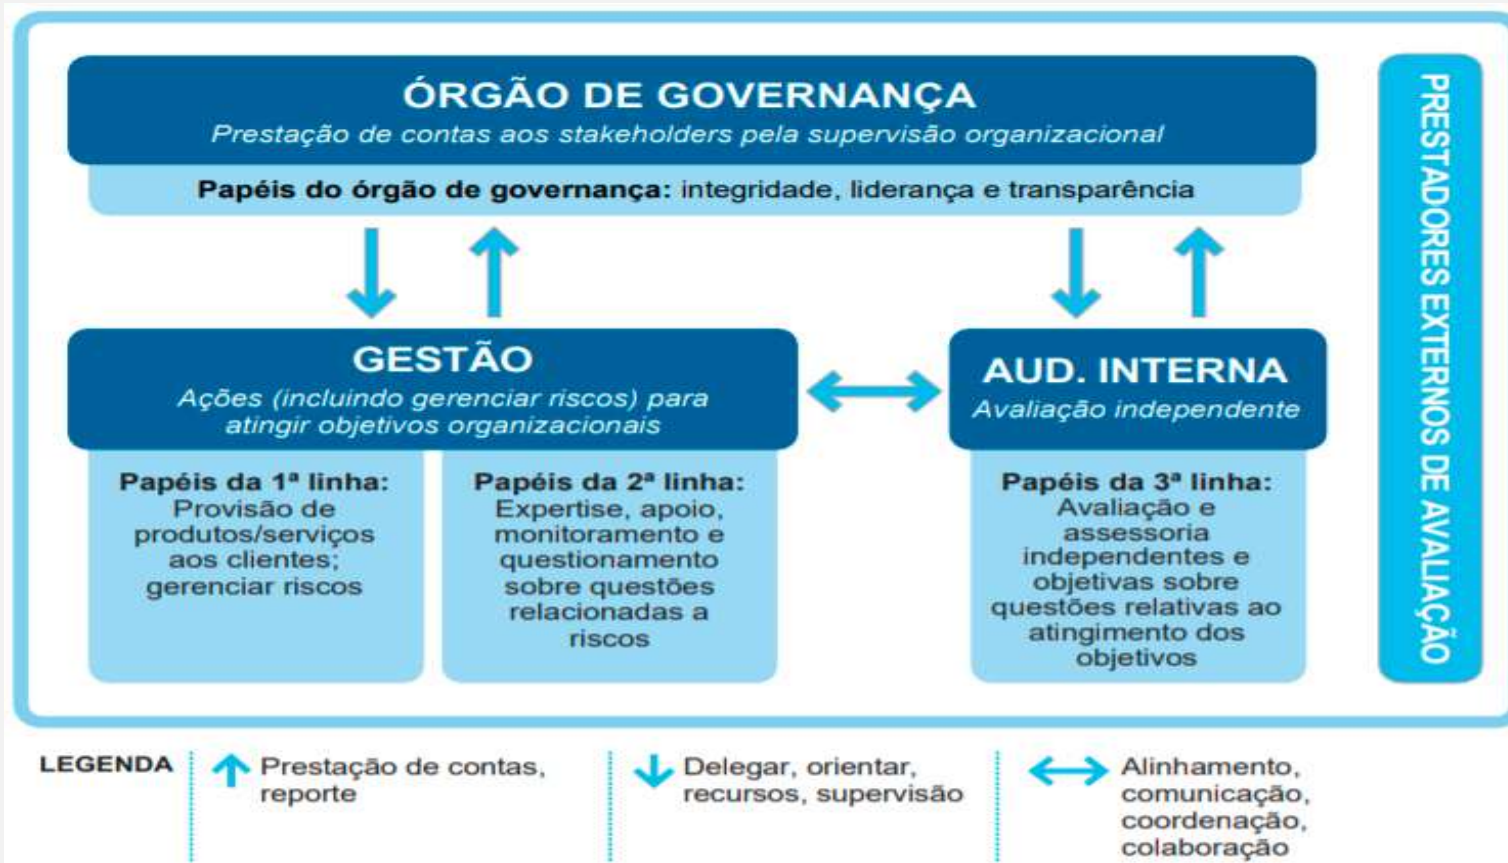 ÓRGÃO DE GOVERNANÇA
Prestação de contas aos stakeholders pela supervisão organizacional
Papéis do órgão de governança: integridade, liderança e transparência
GESTÃO
Ações (incluindo gerenciar riscos) para
atingir objetivos organizacionais
Papéis da 1ª linha:
Provisão de
produtos/serviços
aos clientes;
gerenciar riscos
Papéis da 2ª linha:
Expertise, apoio,
monitoramento e
questionamento
sobre questões
relacionadas a
riscos
AUD. INTERNA
Avaliação independente
Papéis da 3ª linha:
Avaliação e
assessoria
independentes e
objetivas sobre
questões relativas ao
atingimento dos
objetivos
PRESTADORES EXTERNOS DE AVALIAÇÃO
LEGENDA
Prestação de contas,
reporte
Delegar, orientar,
recursos, supervisão
Alinhamento,
comunicação,
coordenação,
colaboração